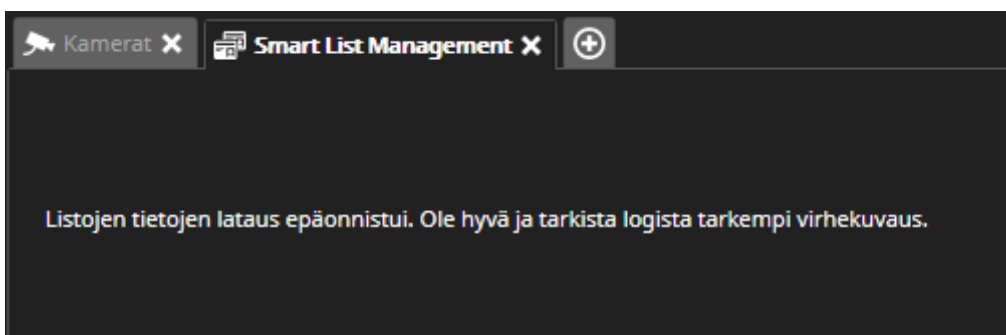 Kamerat
Smart List Management
Listojen tietojen lataus epäonnistui. Ole hyvä ja tarkista logista tarkempi virhekuvaus.